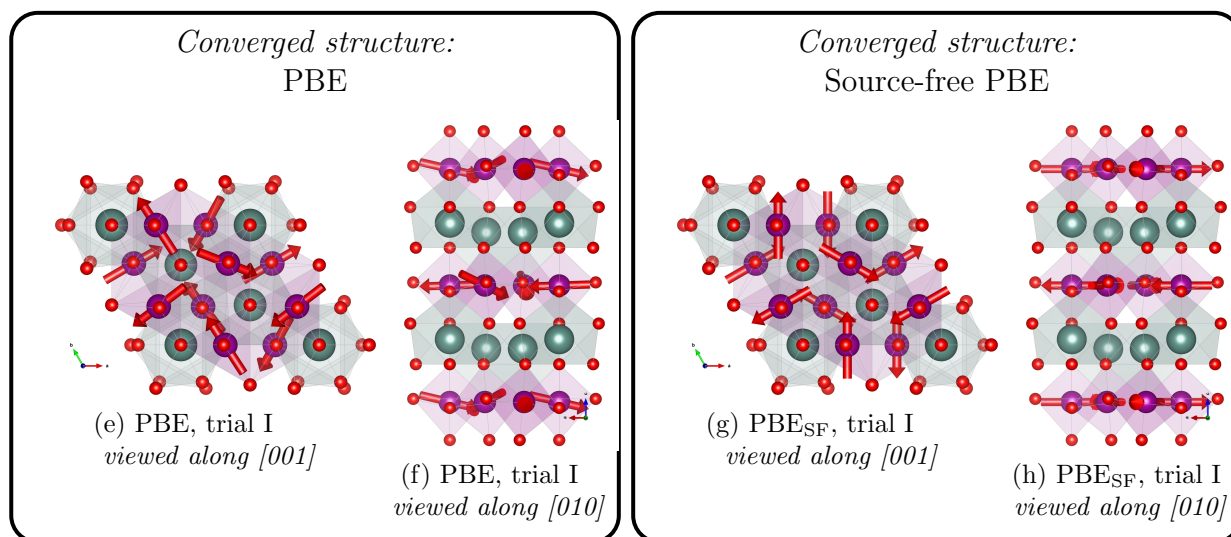 Converged structure:
PBE
(e) PBE, trial I
viewed along [001]
(f) PBE, trial I
viewed along [010]
Converged structure:
Source-free PBE
(g) PBE_SF, trial I
viewed along [001]
(h) PBE_SF, trial I
viewed along [010]